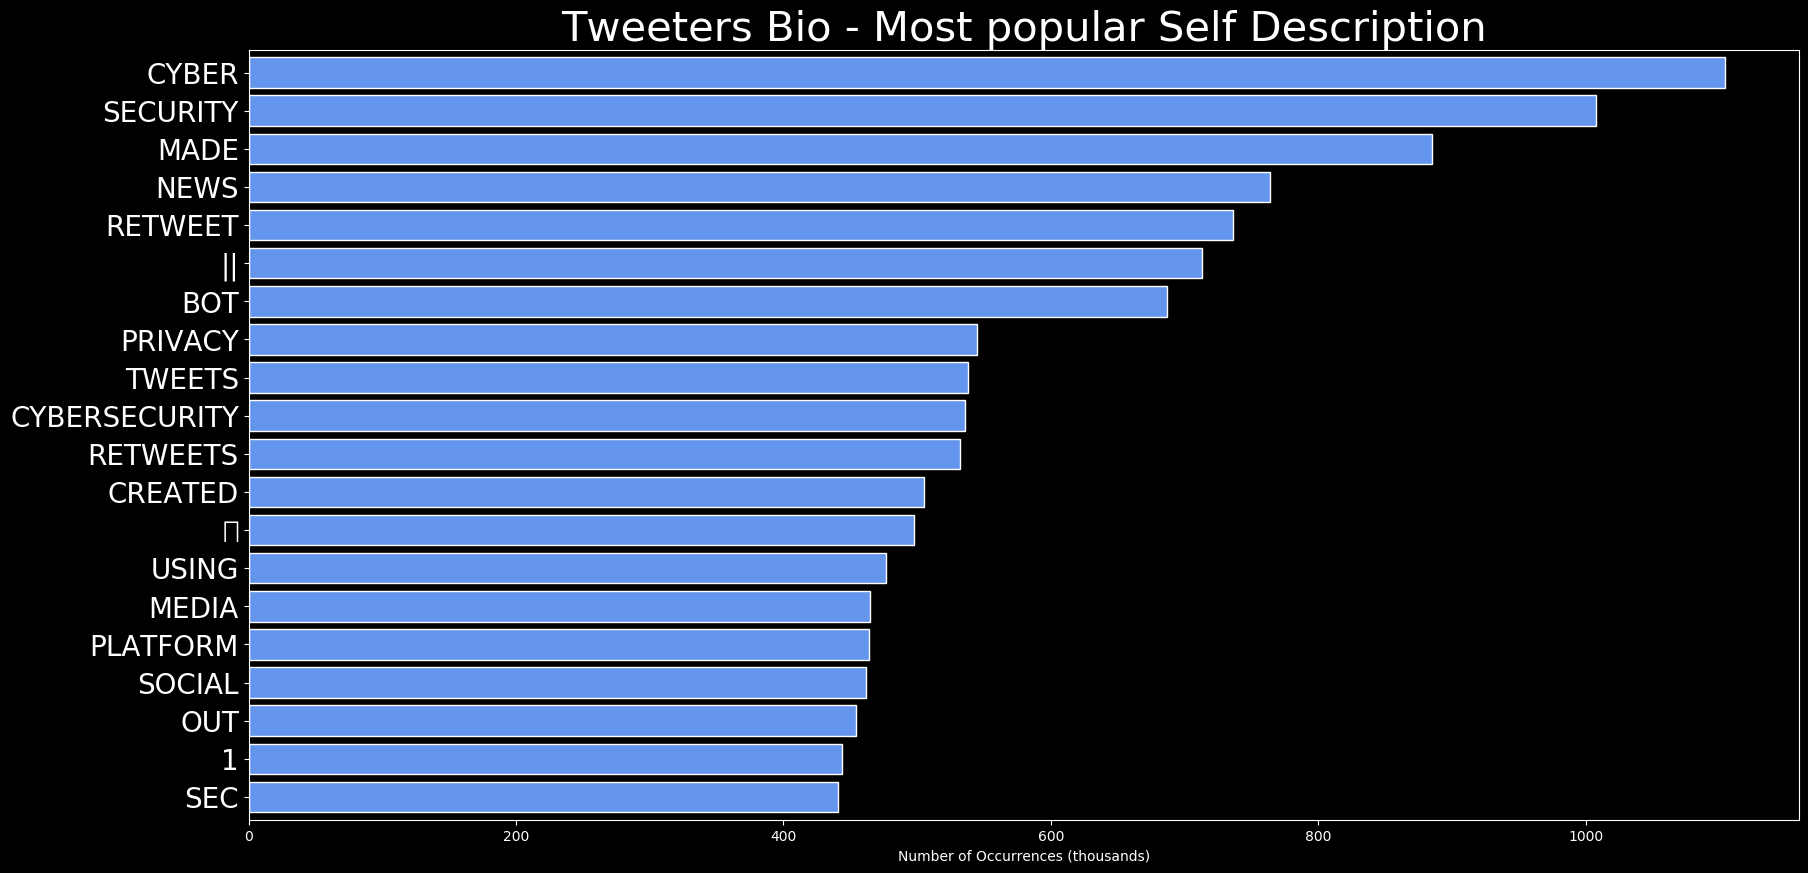 Tweeters Bio - Most popular Self Description
CYBER
SECURITY
MADE
NEWS
RETWEET
||
BOT
PRIVACY
TWEETS
CYBERSECURITY
RETWEETS
CREATED
USING
MEDIA
PLATFORM
SOCIAL
OUT
1
SEC
0 200 400 600 800 1000
Number of Occurrences (thousands)